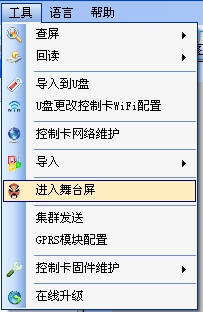 工具 语言 帮助
查屏
回读
导入到U盘
U盘更改控制卡WiFi配置
控制卡网络维护
导入
进入舞台屏
集群发送
GPRS模块配置
控制卡固件维护
在线升级